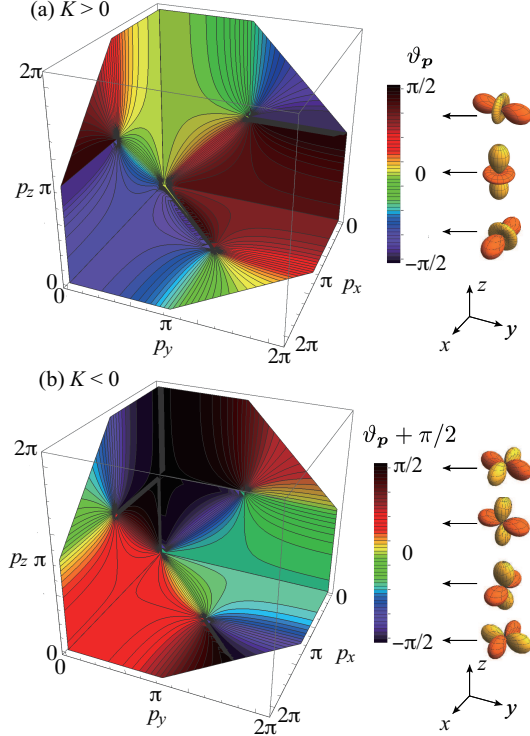 (a) K > 0
2π
p_z π
0
0
π
p_y
2π
2π
π
p_x
0
ϑ_p
π/2
0
−π/2
z
x
y
(b) K < 0
2π
p_z π
0
0
π
p_y
2π
2π
π
p_x
0
ϑ_p + π/2
π/2
0
−π/2
z
x
y